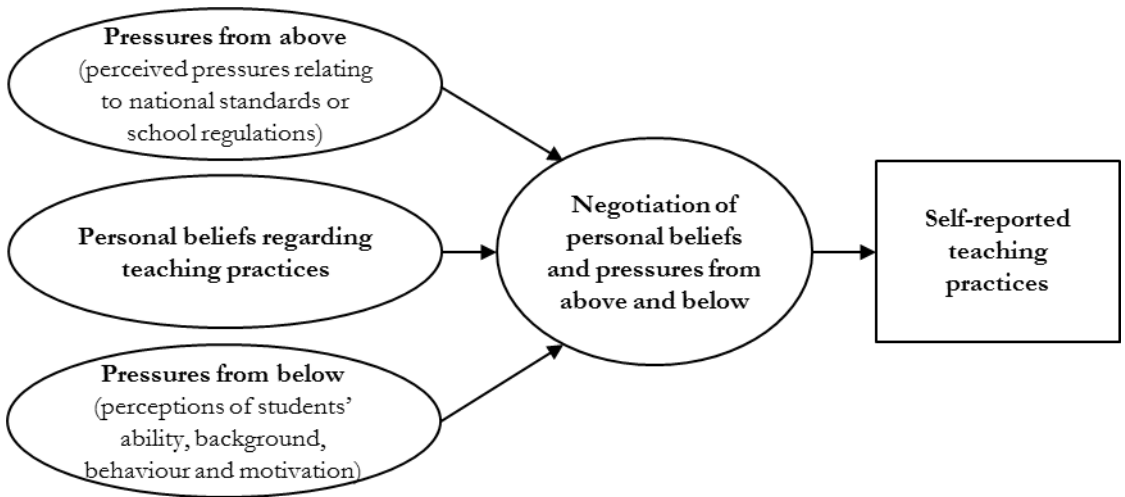 Pressures from above
(perceived pressures relating
to national standards or
school regulations)
Personal beliefs regarding
teaching practices
Pressures from below
(perceptions of students’
ability, background,
behaviour and motivation)
Negotiation of
personal beliefs
and pressures from
above and below
Self-reported
teaching
practices